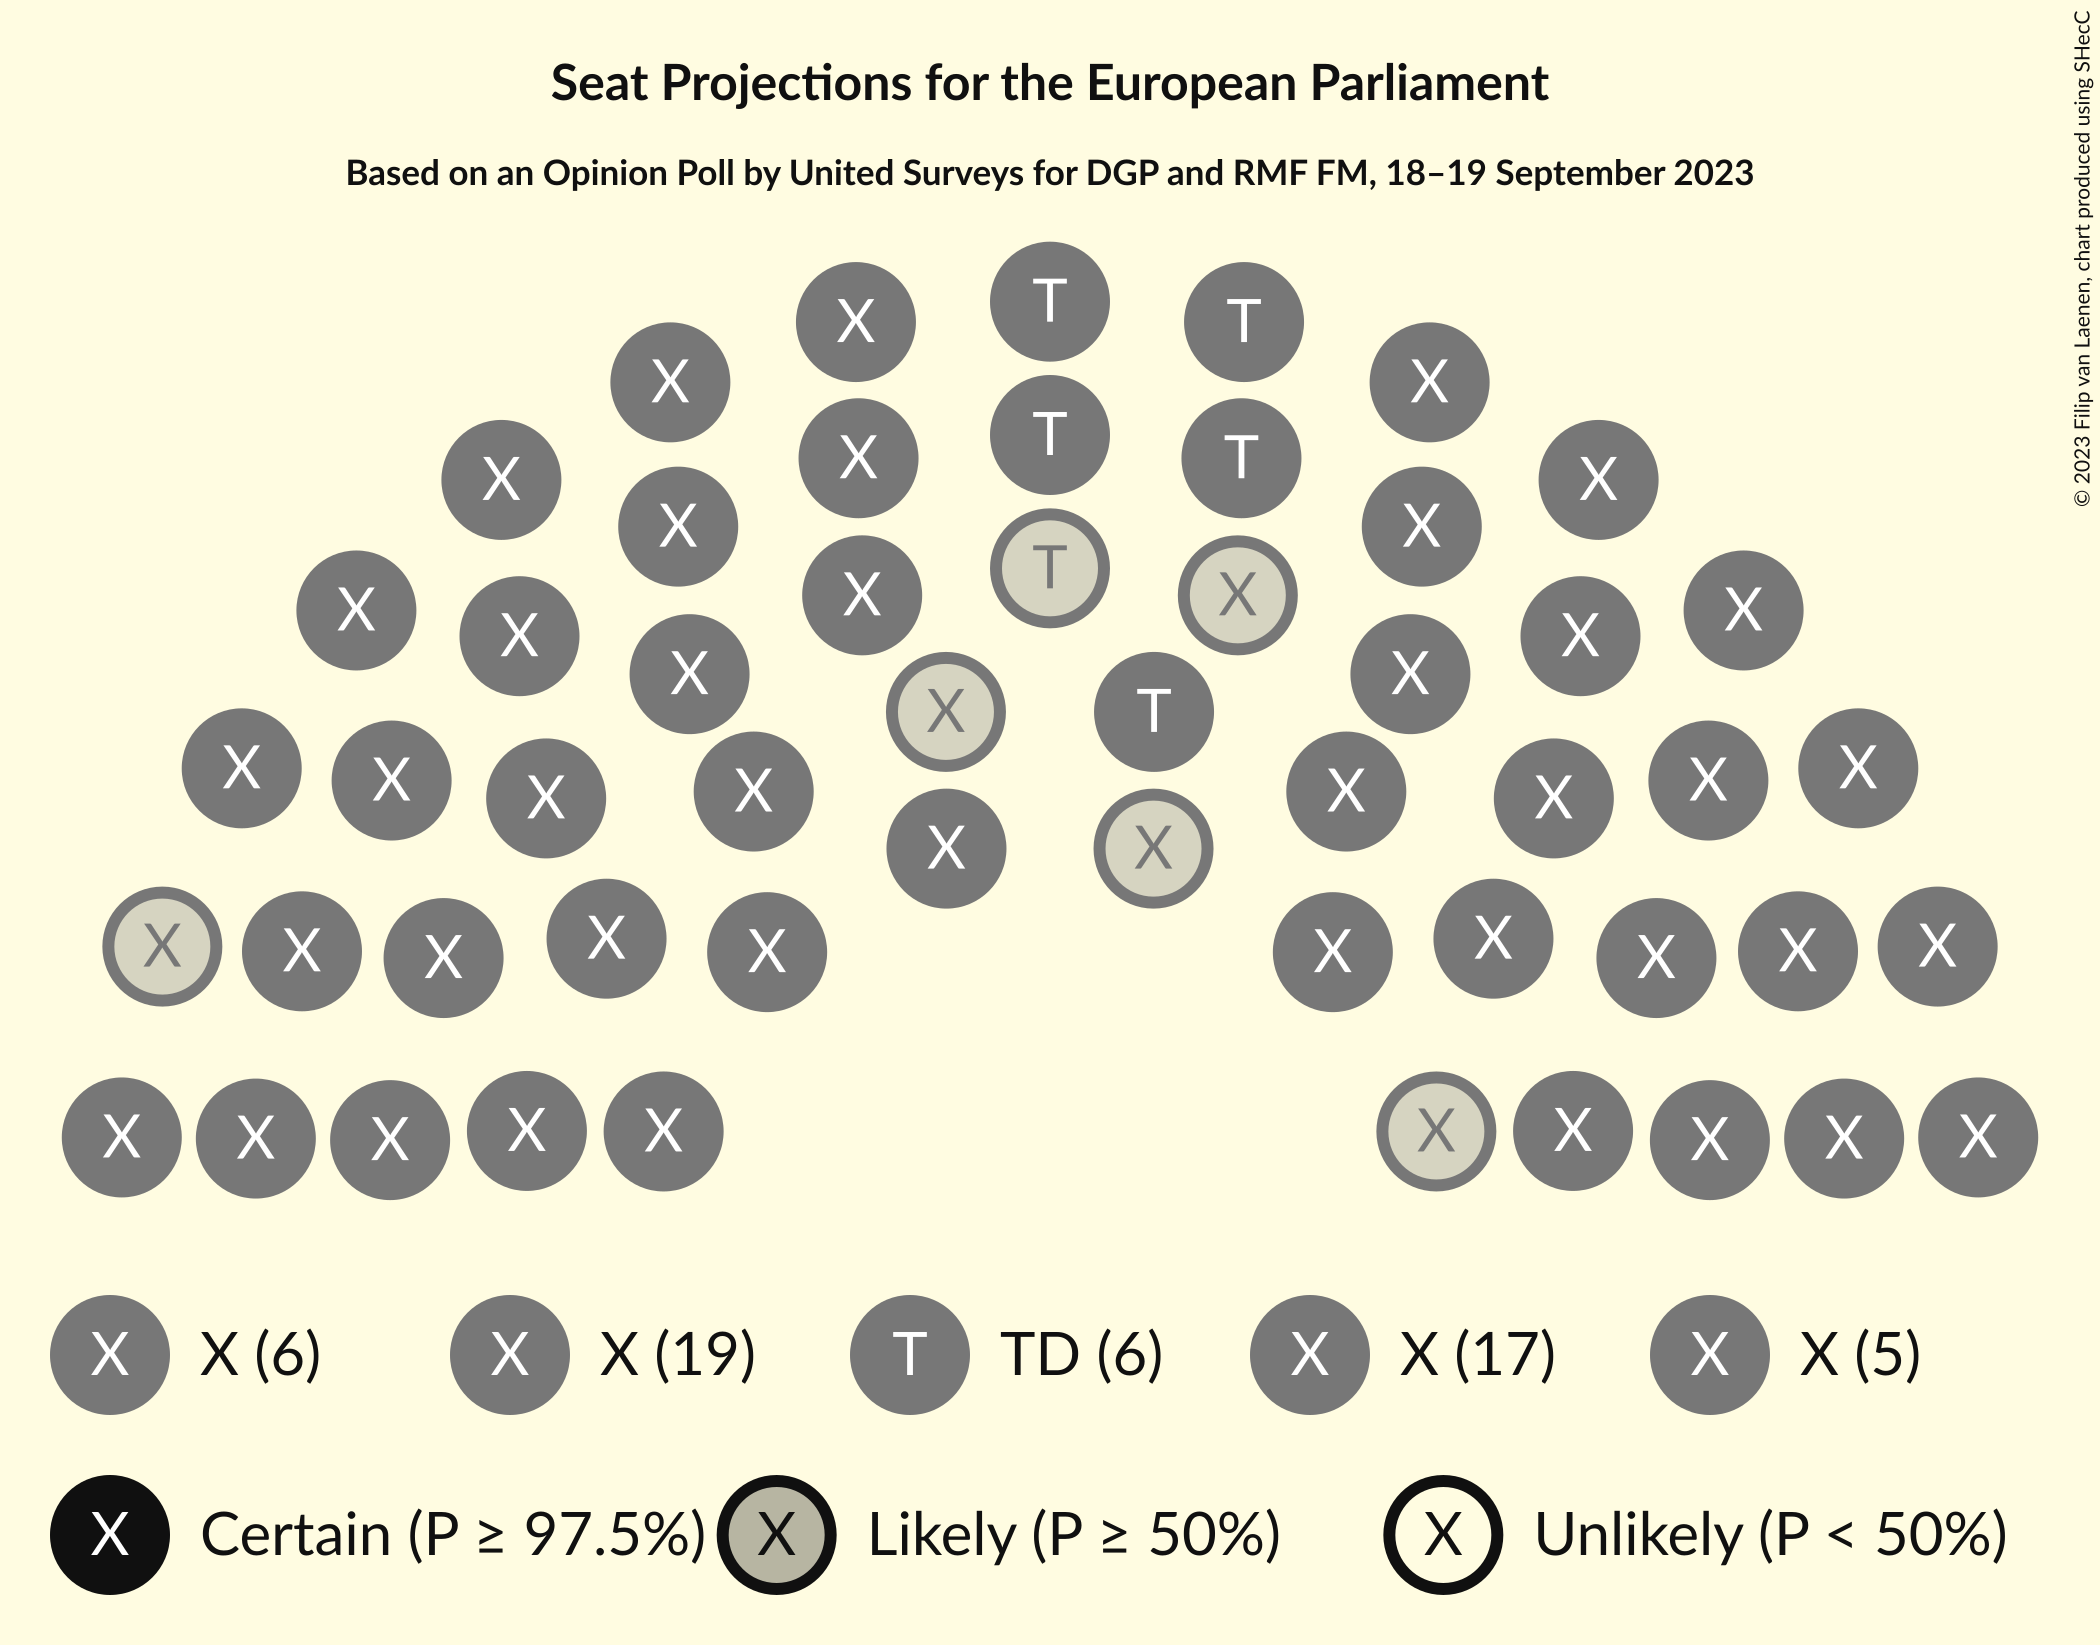 Seat Projections for the European Parliament
Based on an Opinion Poll by United Surveys for DGP and RMF FM, 18–19 September 2023
© 2023 Filip van Laenen, chart produced using SHecC
T
X T
X X
T
X T
X X X
T
X X
X X
X X
X X
X T
X X
X X
X X X X
X X
X X
X X
X X X X
X X X X
X X
X X X X X X X X X X
X X (6) X X (19) T TD (6) X X (17) X X (5)
X Certain (P ≥ 97.5%) X Likely (P ≥ 50%) X Unlikely (P < 50%)